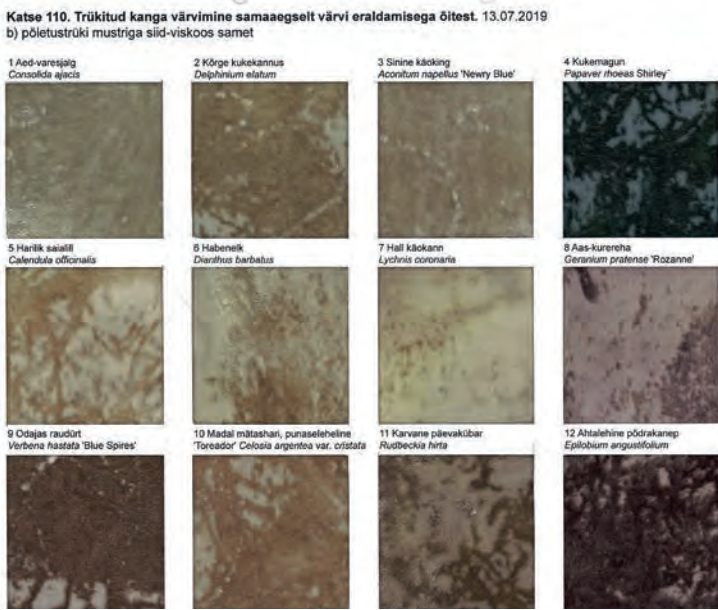 Katse 110. Trükitud kanga värvimine samaaegselt värvi eraldamisega õitest. 13.07.2019
b) põletustrüki mustriga siid-viskoos samet
1 Aed-varesjalg
Consolida ajacis
2 Kõrge kukekannus
Delphinium elatum
3 Sinine käoking
Aconitum napellus 'Newry Blue'
4 Kukemagun
Papaver rhoeas Shirley´
5 Harilik saialill
Calendula officinalis
6 Habenelk
Dianthus barbatus
7 Hall käokann
Lychnis coronaria
8 Aas-kurereha
Geranium pratense 'Rozanne'
9 Odajas raudürt
Verbena hastata 'Blue Spires'
10 Madal mätashari, punaseleheline
'Toreador' Celosia argentea var. cristata
11 Karvane päevakübar
Rudbeckia hirta
12 Ahtalehine põdrakanep
Epilobium angustifolium